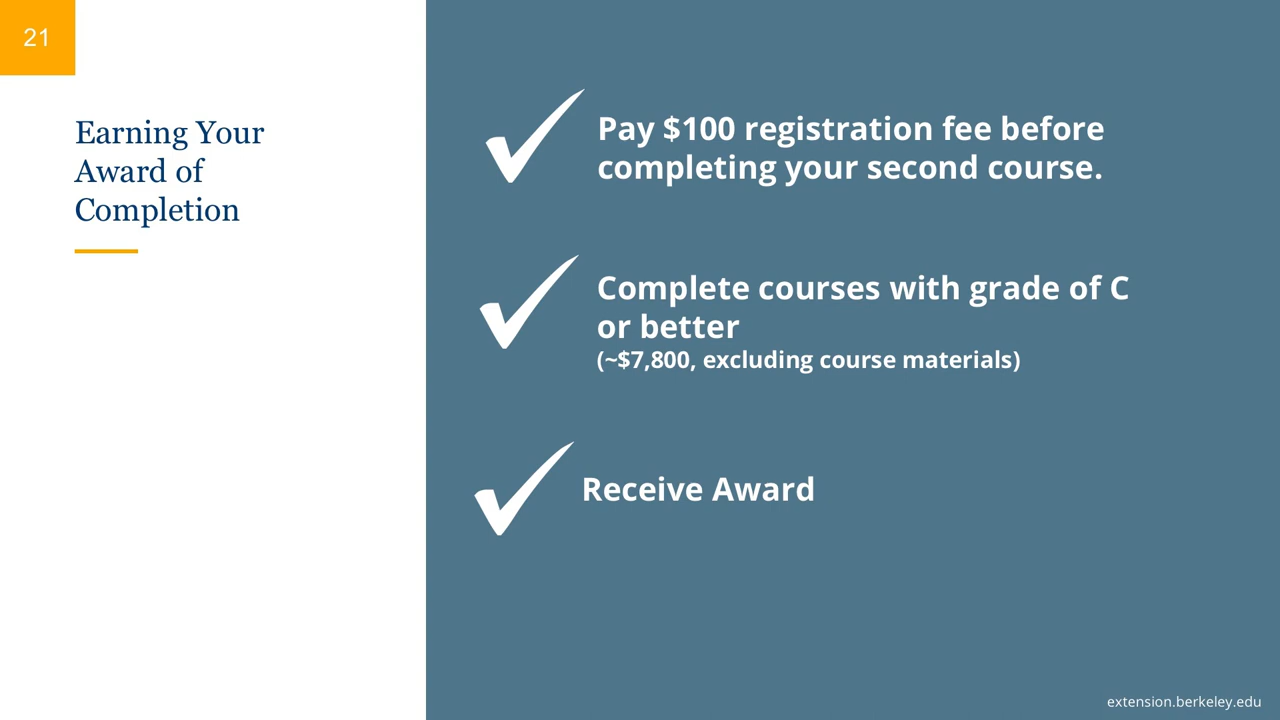 21
Earning Your
Award of
Completion
Pay $100 registration fee before
completing your second course.
Complete courses with grade of C
or better
(~$7,800, excluding course materials)
Receive Award
extension.berkeley.edu